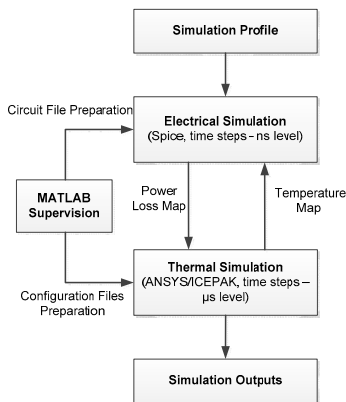 Simulation Profile
Circuit File Preparation
Electrical Simulation
(Spice, time steps - ns level)
MATLAB
Supervision
Power
Loss Map
Temperature
Map
Thermal Simulation
(ANSYS/ICEPAK, time steps –
µs level)
Configuration Files
Preparation
Simulation Outputs